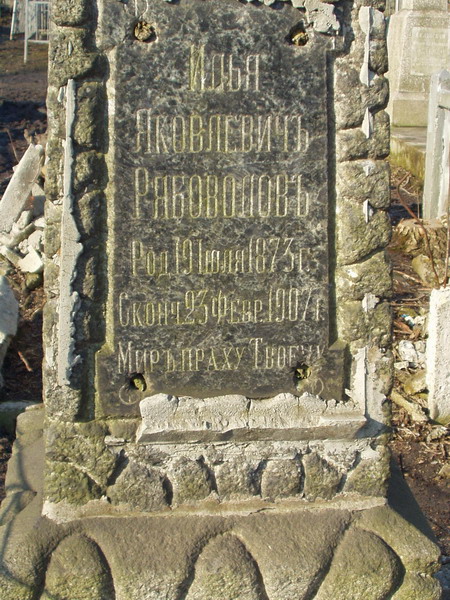 Илья
Яковлевичъ
Рябоволовъ
Род. 19 Iюля 1873 г.
Сконч. 23 Февр. 1907 г.
Миръ праху Твоему